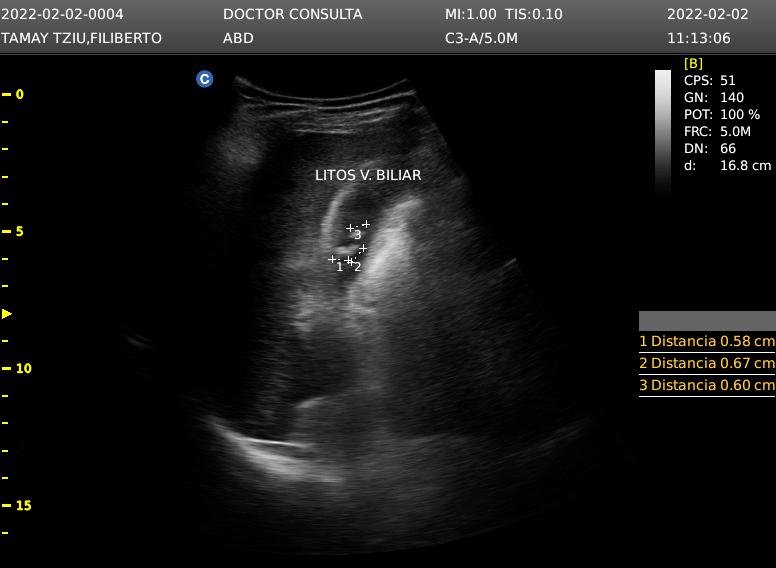 2022-02-02-0004 DOCTOR CONSULTA MI:1.00 TIS:0.10 2022-02-02
TAMAY TZIU,FILIBERTO ABD C3-A/5.0M 11:13:06
C
[B]
CPS: 51
GN: 140
POT: 100 %
FRC: 5.0M
DN: 66
d: 16.8 cm
0
5
10
15
LITOS V. BILIAR
3
1 2
1 Distancia 0.58 cm
2 Distancia 0.67 cm
3 Distancia 0.60 cm